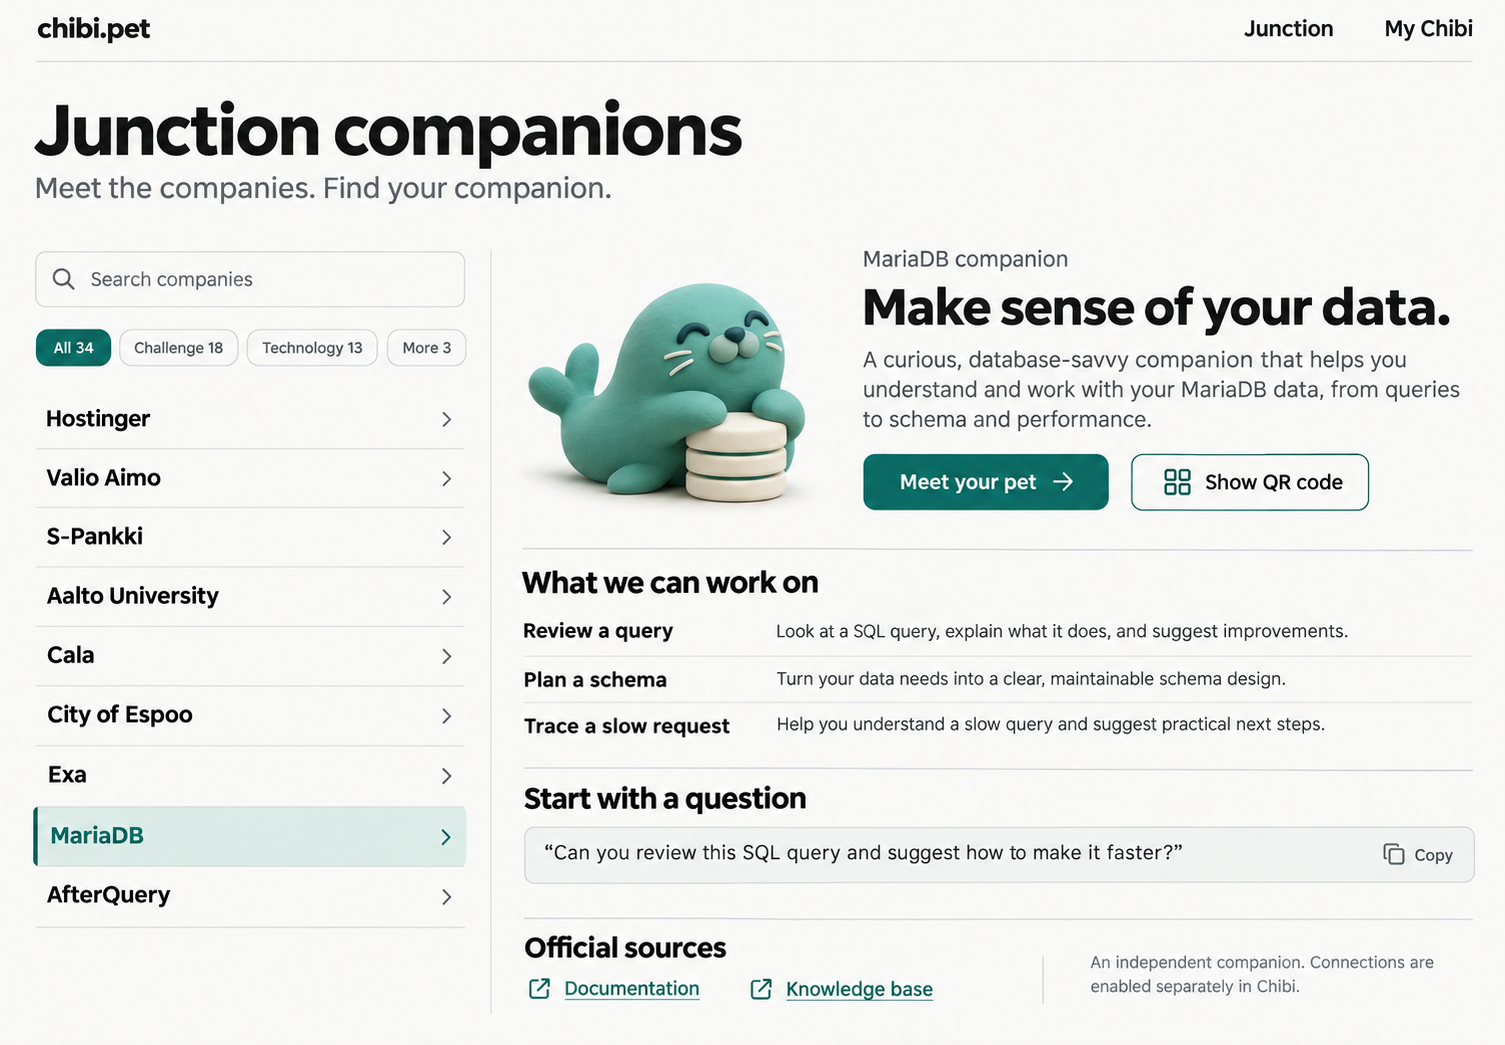 chibi.pet
Junction
My Chibi
Junction companions
Meet the companies. Find your companion.
Search companies
All 34
Challenge 18
Technology 13
More 3
Hostinger
Valio Aimo
S-Pankki
Aalto University
Cala
City of Espoo
Exa
MariaDB
AfterQuery
MariaDB companion
Make sense of your data.
A curious, database-savvy companion that helps you
understand and work with your MariaDB data, from queries
to schema and performance.
Meet your pet
Show QR code
What we can work on
Review a query
Look at a SQL query, explain what it does, and suggest improvements.
Plan a schema
Turn your data needs into a clear, maintainable schema design.
Trace a slow request
Help you understand a slow query and suggest practical next steps.
Start with a question
“Can you review this SQL query and suggest how to make it faster?”
Copy
Official sources
Documentation
Knowledge base
An independent companion. Connections are
enabled separately in Chibi.